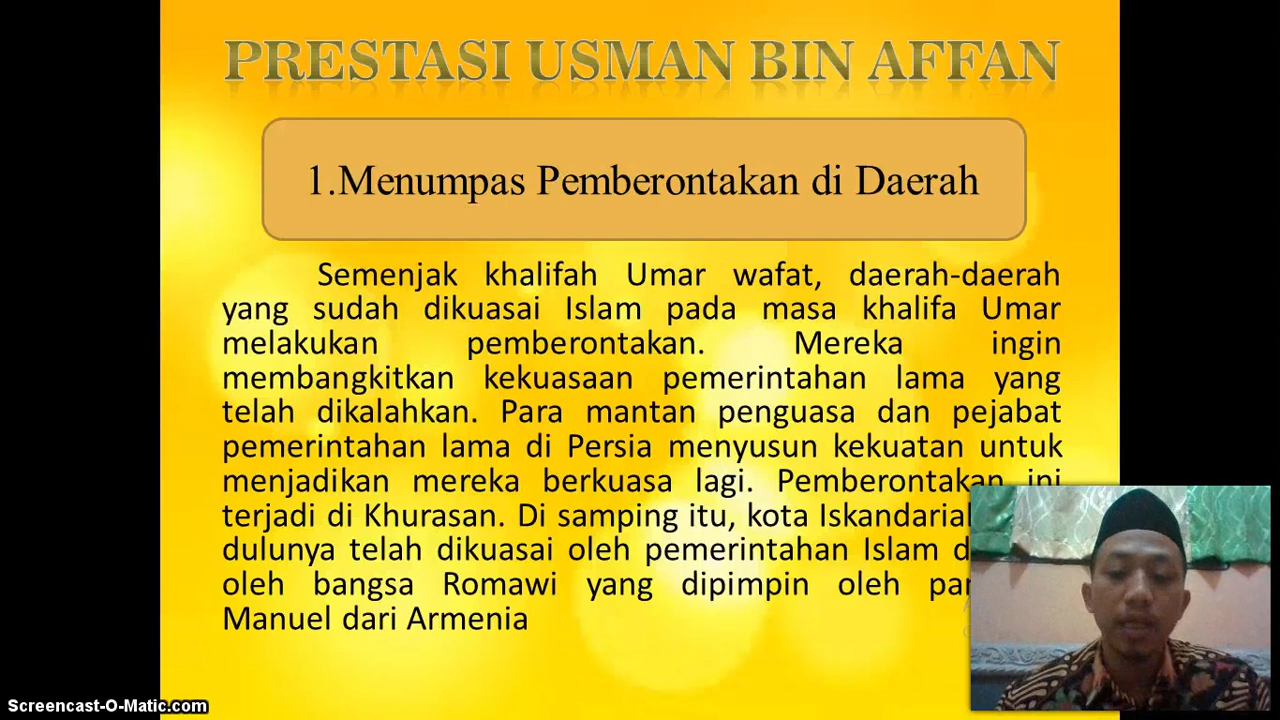 PRESTASI USMAN BIN AFFAN
1.Menumpas Pemberontakan di Daerah
Semenjak khalifah Umar wafat, daerah-daerah
yang sudah dikuasai Islam pada masa khalifa Umar
melakukan pemberontakan. Mereka ingin
membangkitkan kekuasaan pemerintahan lama yang
telah dikalahkan. Para mantan penguasa dan pejabat
pemerintahan lama di Persia menyusun kekuatan untuk
menjadikan mereka berkuasa lagi. Pemberontakan ini
terjadi di Khurasan. Di samping itu, kota Iskandariah
dulunya telah dikuasai oleh pemerintahan Islam
oleh bangsa Romawi yang dipimpin oleh
Manuel dari Armenia
Screencast-O-Matic.com